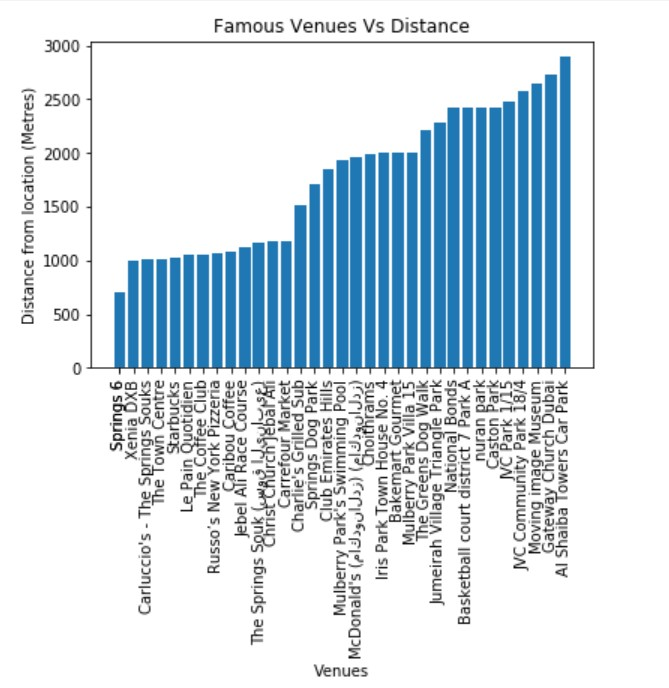 Famous Venues Vs Distance
Distance from location (Metres)
3000
2500
2000
1500
1000
500
0
Springs 6
Xenia DXB
Carluccio's - The Springs Souks
The Town Centre
Starbucks
Le Pain Quotidien
The Coffee Club
Russo's New York Pizzeria
Caribou Coffee
Jebel Ali Race Course
The Springs Souk (سوق الينابيع)
Christ Church Jebel Ali
Carrefour Market
Charlie's Grilled Sub
Springs Dog Park
Club Emirates Hills
Mulberry Park's Swimming Pool
McDonald's (ماكدونالدز) (ماكدونالدز)
Choithrams
Iris Park Town House No. 4
Bakemart Gourmet
Mulberry Park Villa 15
The Greens Dog Walk
Jumeirah Village Triangle Park
National Bonds
Basketball court district 7 Park A
nuran park
Caston Park
JVC Park 1/15
JVC Community Park 18/4
Moving image Museum
Gateway Church Dubai
Al Shaiba Towers Car Park
Venues